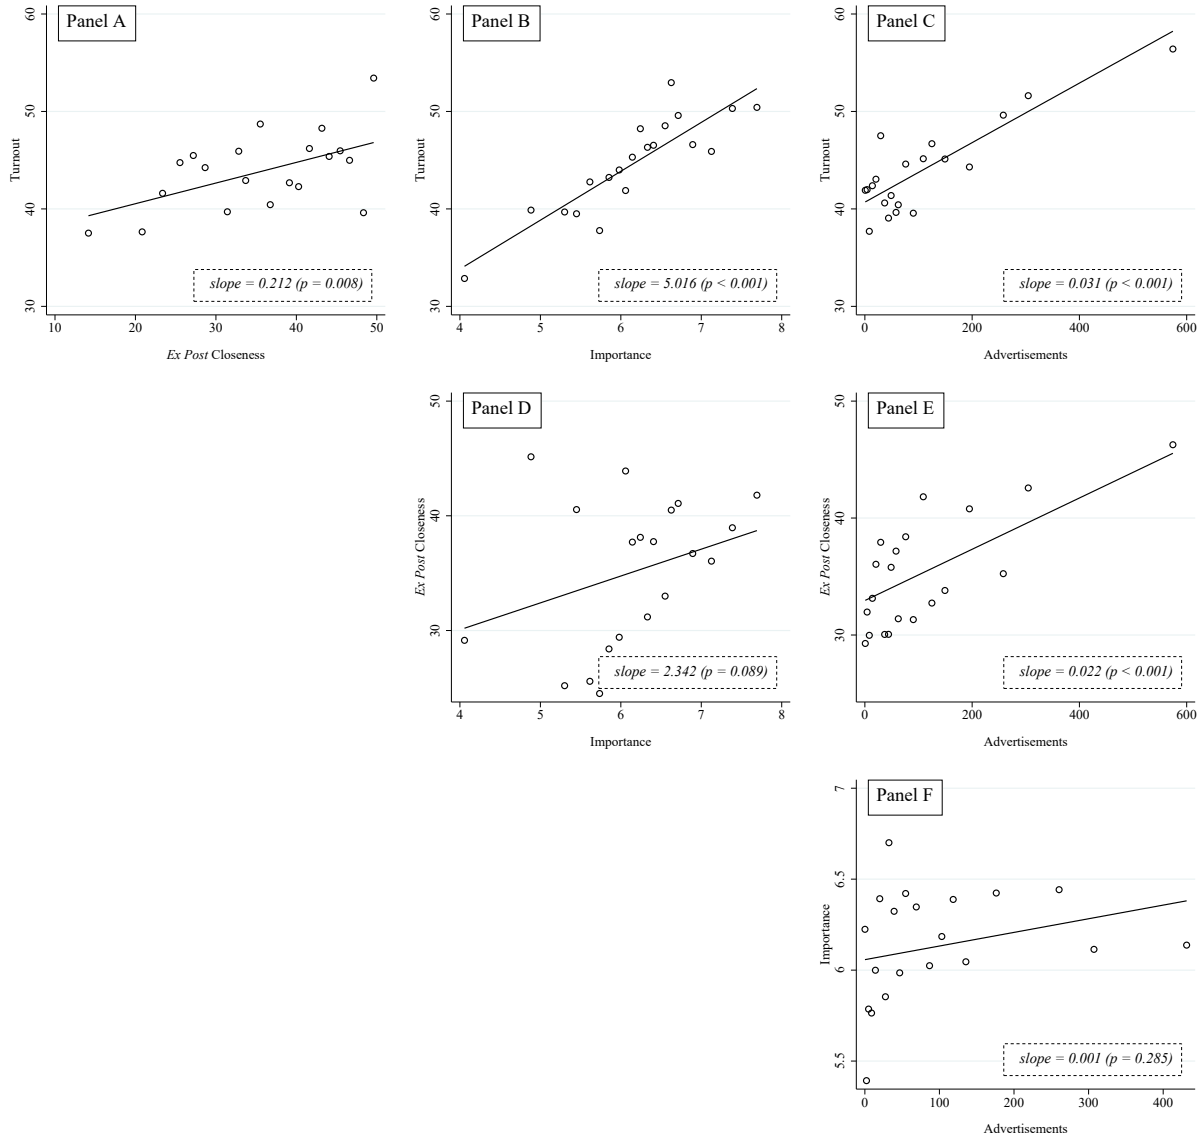 Panel A
60
50
40
30
Turnout
slope = 0.212 (p = 0.008)
10 20 30 40 50
Ex Post Closeness
Panel B
60
50
40
30
Turnout
slope = 5.016 (p < 0.001)
4 5 6 7 8
Importance
Panel C
60
50
40
30
Turnout
slope = 0.031 (p < 0.001)
0 200 400 600
Advertisements
Panel D
50
40
30
Ex Post Closeness
slope = 2.342 (p = 0.089)
4 5 6 7 8
Importance
Panel E
50
40
30
Ex Post Closeness
slope = 0.022 (p < 0.001)
0 200 400 600
Advertisements
Panel F
7
6.5
6
5.5
Importance
slope = 0.001 (p = 0.285)
0 100 200 300 400
Advertisements